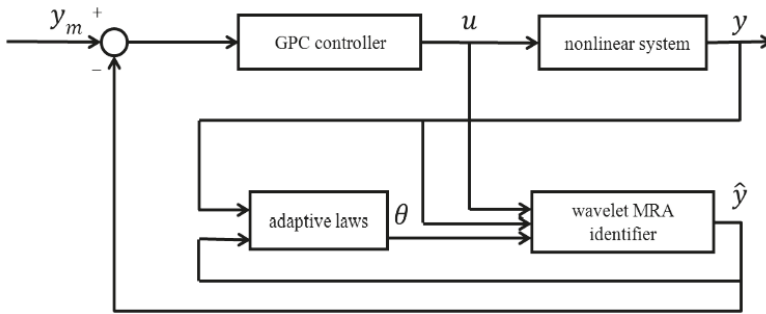 y_m
+
−
GPC controller
u
nonlinear system
y
adaptive laws
θ
wavelet MRA
identifier
ŷ